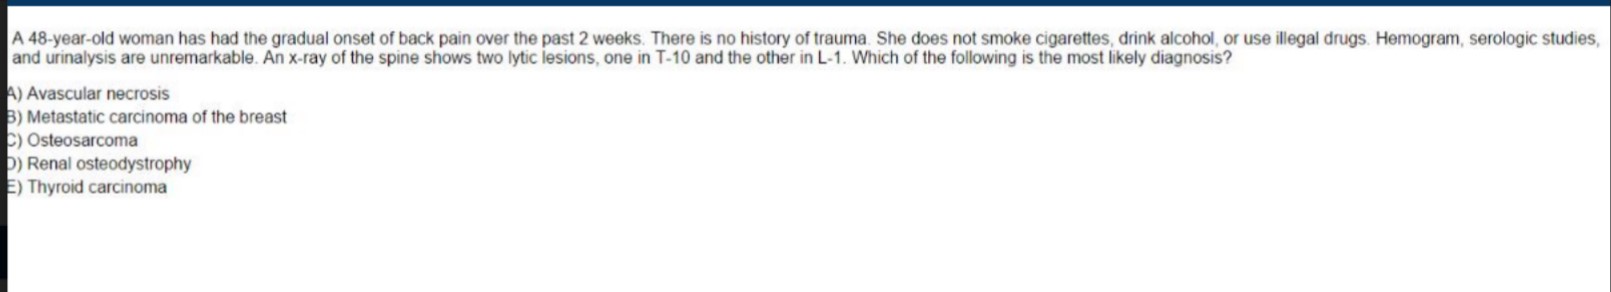 A 48-year-old woman has had the gradual onset of back pain over the past 2 weeks. There is no history of trauma. She does not smoke cigarettes, drink alcohol, or use illegal drugs. Hemogram, serologic studies,
and urinalysis are unremarkable. An x-ray of the spine shows two lytic lesions, one in T-10 and the other in L-1. Which of the following is the most likely diagnosis?
A) Avascular necrosis
B) Metastatic carcinoma of the breast
C) Osteosarcoma
D) Renal osteodystrophy
E) Thyroid carcinoma